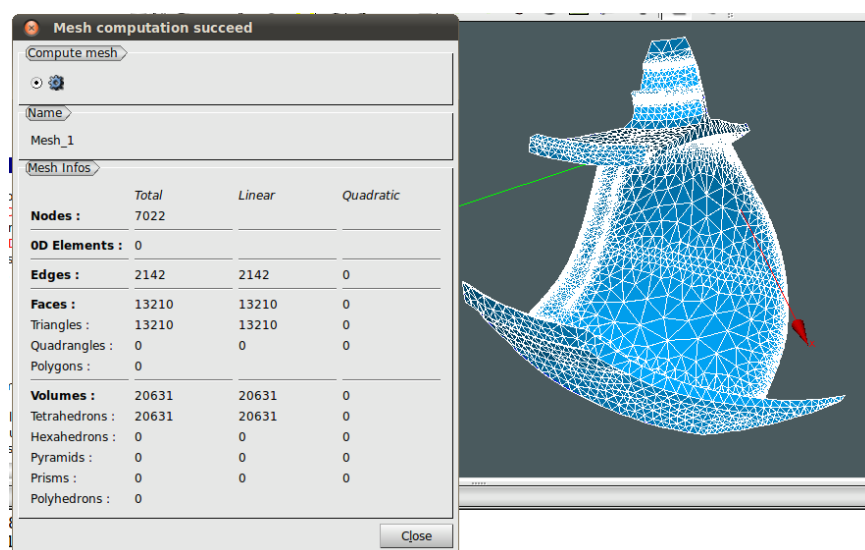 Mesh computation succeed
Compute mesh
Name
Mesh_1
Mesh Infos
Total Linear Quadratic
Nodes : 7022
0D Elements : 0
Edges : 2142 2142 0
Faces : 13210 13210 0
Triangles : 13210 13210 0
Quadrangles : 0 0 0
Polygons : 0
Volumes : 20631 20631 0
Tetrahedrons : 20631 20631 0
Hexahedrons : 0 0 0
Pyramids : 0 0 0
Prisms : 0 0 0
Polyhedrons : 0
Close